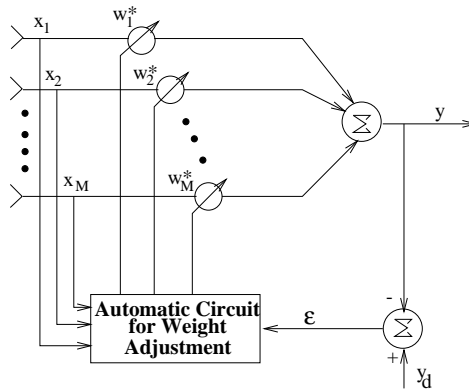 x1
w1*
x2
w2*
Σ
y
xM
wM*
Automatic Circuit
for Weight
Adjustment
ε
-
Σ
+
yd